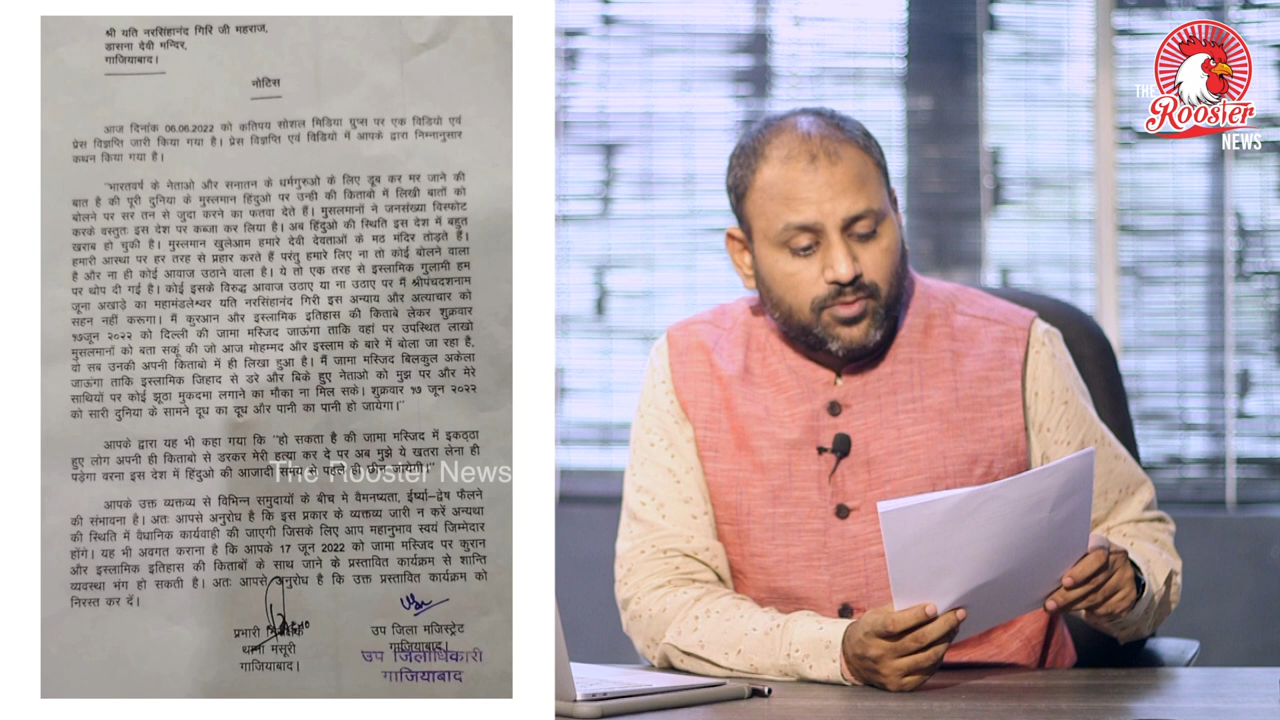 श्री यति नरसिंहानंद गिरि जी महराज,
डासना देवी मन्दिर,
गाजियाबाद।
नोटिस
आज दिनांक 06.06.2022 को कतिपय सोशल मिडिया ग्रुप्स पर एक विडियो एवं
प्रेस विज्ञप्ति जारी किया गया है। प्रेस विज्ञप्ति एवं विडियो में आपके द्वारा निम्नानुसार
कथन किया गया है।
"भारतवर्ष के नेताओ और सनातन के धर्मगुरुओ के लिए डूब कर मर जाने की
बात है की पूरी दुनिया के मुसलमान हिंदुओ पर उन्ही की किताबो में लिखी बातों को
बोलने पर सर तन से जुदा करने का फतवा देते हैं। मुसलमानों ने जनसंख्या विस्फोट
करके वस्तुतः इस देश पर कब्जा कर लिया है। अब हिंदुओ की स्थिति इस देश में बहुत
खराब हो चुकी है। मुस्लमान खुलेआम हमारे देवी देवताओं के मठ मंदिर तोड़ते हैं।
हमारी आस्था पर हर तरह से प्रहार करते हैं परंतु हमारे लिए ना तो कोई बोलने वाला
है और ना ही कोई आवाज उठाने वाला है। ये तो एक तरह से इस्लामिक गुलामी हम
पर थोप दी गई है। कोई इसके विरुद्ध आवाज उठाए या ना उठाए पर मैं श्रीपंचदशनाम
जूना अखाड़े का महामंडलेश्वर यति नरसिंहानंद गिरी इस अन्याय और अत्याचार को
सहन नहीं करूगा। मैं कुरआन और इस्लामिक इतिहास की किताबे लेकर शुक्रवार
१७जून २०२२ को दिल्ली की जामा मस्जिद जाऊंगा ताकि वहां पर उपस्थित लाखो
मुसलमानों को बता सकूं की जो आज मोहम्मद और इस्लाम के बारे में बोला जा रहा है,
वो सब उनकी अपनी किताबो में ही लिखा हुआ है। मैं जामा मस्जिद बिलकुल अकेला
जाऊंगा ताकि इस्लामिक जिहाद से डरे और बिके हुए नेताओ को मुझ पर और मेरे
साथियों पर कोई झूठा मुकदमा लगाने का मौका ना मिल सके। शुक्रवार १७ जून २०२२
को सारी दुनिया के सामने दूध का दूध और पानी का पानी हो जायेगा।"
आपके द्वारा यह भी कहा गया कि "हो सकता है की जामा मस्जिद में इकठ्ठा
हुए लोग अपनी ही किताबो से डरकर मेरी हत्या कर दे पर अब मुझे ये खतरा लेना ही
पड़ेगा वरना इस देश में हिंदुओ की आजादी समय से पहले ही छीन जायेगी।"
आपके उक्त व्यक्तव्य से विभिन्न समुदायों के बीच मे वैमनष्यता, ईर्ष्या–द्वेष फैलने
की संभावना है। अतः आपसे अनुरोध है कि इस प्रकार के व्यक्तव्य जारी न करें अन्यथा
की स्थिति में वैधानिक कार्यवाही की जाएगी जिसके लिए आप महानुभाव स्वयं जिम्मेदार
होंगे। यह भी अवगत कराना है कि आपके 17 जून 2022 को जामा मस्जिद पर कुरान
और इस्लामिक इतिहास की किताबों के साथ जाने के प्रस्तावित कार्यक्रम से शान्ति
व्यवस्था भंग हो सकती है। अतः आपसे अनुरोध है कि उक्त प्रस्तावित कार्यक्रम को
निरस्त कर दें।
प्रभारी निरीक्षक
थाना मंसूरी
गाजियाबाद।
उप जिला मजिस्ट्रेट
गाजियाबाद।
उप जिलाधिकारी
गाजियाबाद
The Rooster News
THE
Rooster
NEWS